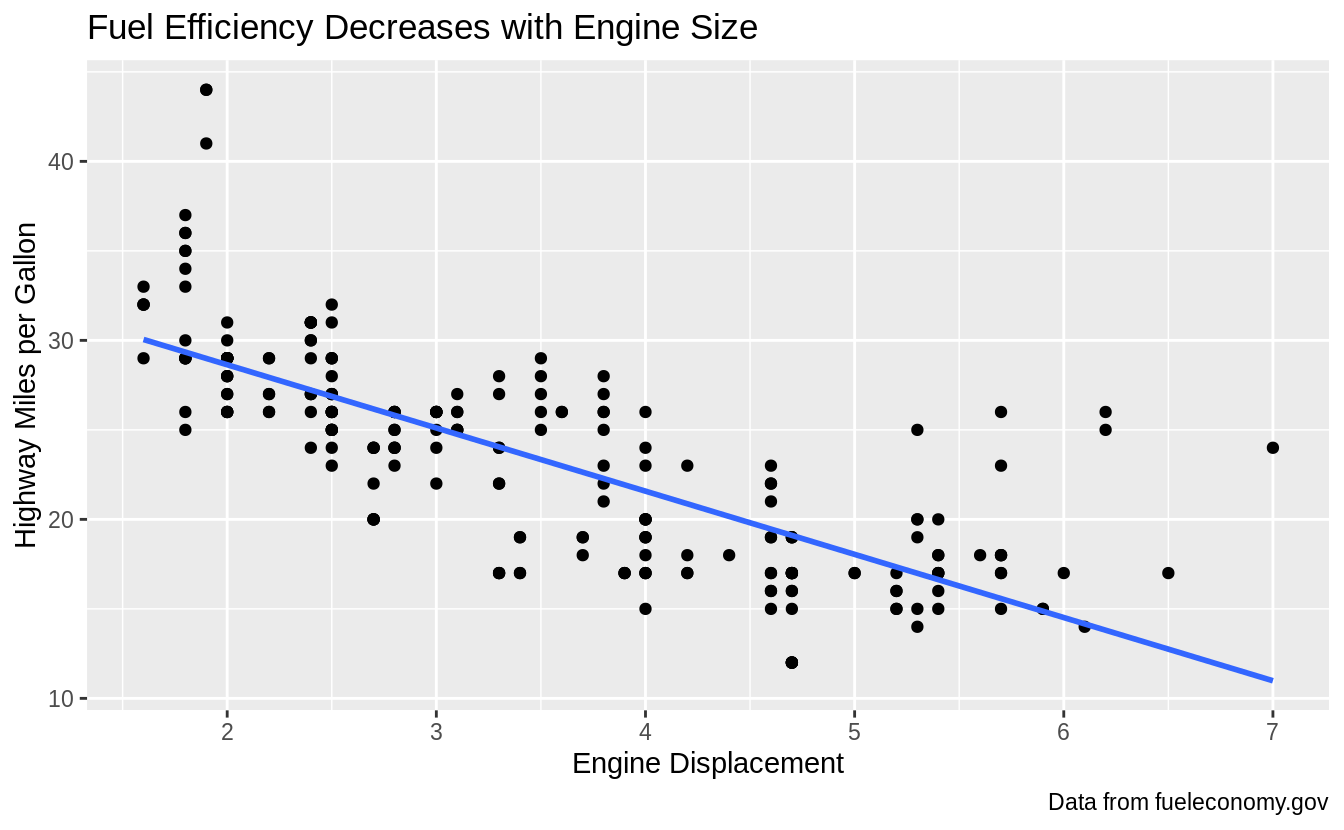 Fuel Efficiency Decreases with Engine Size
Highway Miles per Gallon
40
30
20
10
2 3 4 5 6 7
Engine Displacement
Data from fueleconomy.gov